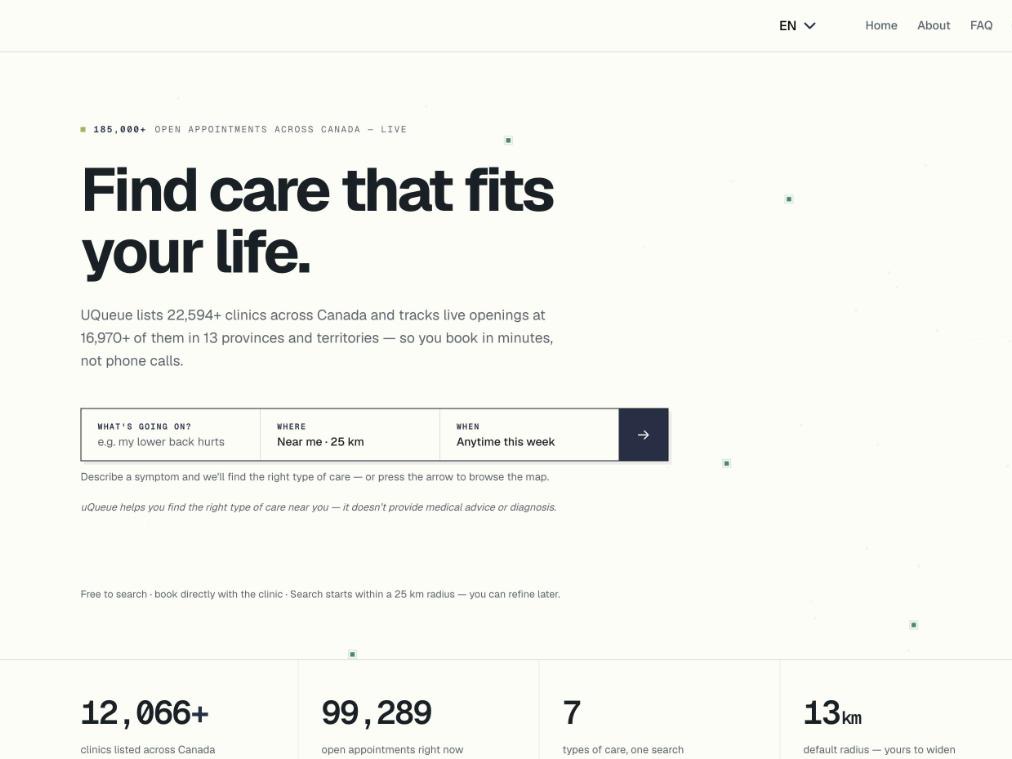 EN
Home About FAQ
185,000+ OPEN APPOINTMENTS ACROSS CANADA — LIVE
Find care that fits
your life.
UQueue lists 22,594+ clinics across Canada and tracks live openings at
16,970+ of them in 13 provinces and territories — so you book in minutes,
not phone calls.
WHAT'S GOING ON?
e.g. my lower back hurts
WHERE
Near me · 25 km
WHEN
Anytime this week
→
Describe a symptom and we'll find the right type of care — or press the arrow to browse the map.
uQueue helps you find the right type of care near you — it doesn't provide medical advice or diagnosis.
Free to search · book directly with the clinic · Search starts within a 25 km radius — you can refine later.
12,066+
clinics listed across Canada
99,289
open appointments right now
7
types of care, one search
13km
default radius — yours to widen